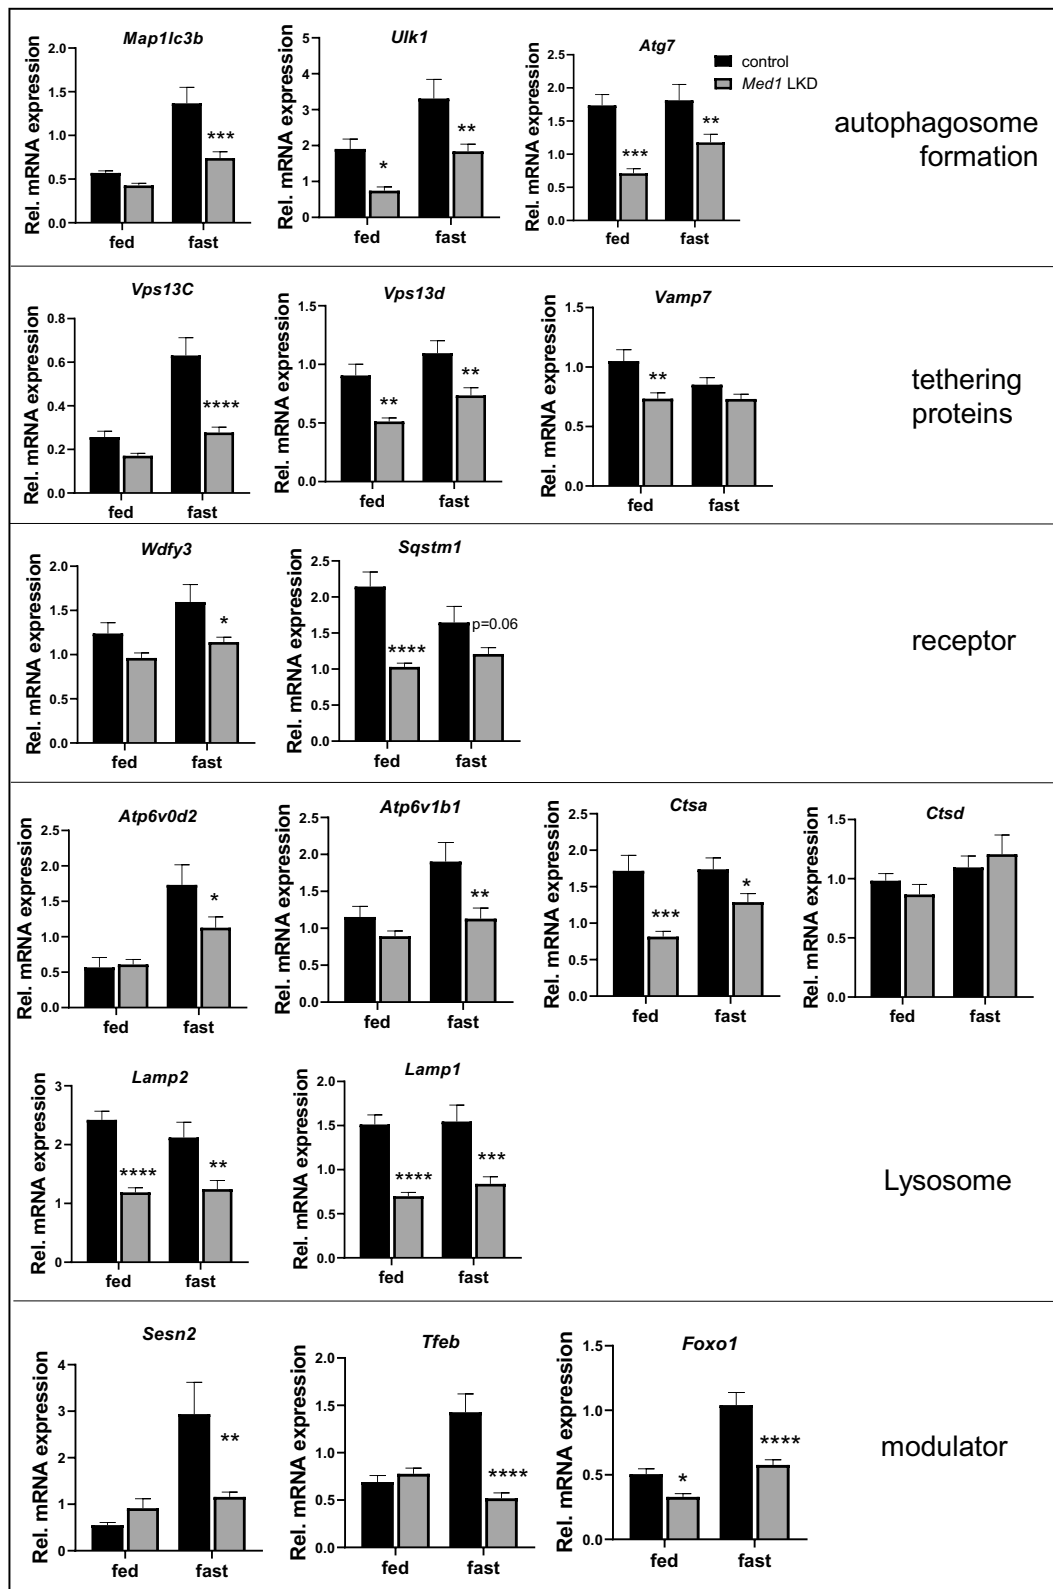 Map1lc3b
Rel. mRNA expression
2.0
1.5
1.0
0.5
0.0
***
fed
fast
Ulk1
Rel. mRNA expression
5
4
3
2
1
0
*
**
fed
fast
Atg7
Rel. mRNA expression
2.5
2.0
1.5
1.0
0.5
0.0
***
**
fed
fast
control
Med1 LKD
autophagosome
formation
Vps13C
Rel. mRNA expression
0.8
0.6
0.4
0.2
0.0
****
fed
fast
Vps13d
Rel. mRNA expression
1.5
1.0
0.5
0.0
**
**
fed
fast
Vamp7
Rel. mRNA expression
1.5
1.0
0.5
0.0
**
fed
fast
tethering
proteins
Wdfy3
Rel. mRNA expression
2.0
1.5
1.0
0.5
0.0
*
fed
fast
Sqstm1
Rel. mRNA expression
2.5
2.0
1.5
1.0
0.5
0.0
****
p=0.06
fed
fast
receptor
Atp6v0d2
Rel. mRNA expression
2.5
2.0
1.5
1.0
0.5
0.0
*
fed
fast
Atp6v1b1
Rel. mRNA expression
2.5
2.0
1.5
1.0
0.5
0.0
**
fed
fast
Ctsa
Rel. mRNA expression
2.5
2.0
1.5
1.0
0.5
0.0
***
*
fed
fast
Ctsd
Rel. mRNA expression
1.5
1.0
0.5
0.0
fed
fast
Lamp2
Rel. mRNA expression
3
2
1
0
****
**
fed
fast
Lamp1
Rel. mRNA expression
2.0
1.5
1.0
0.5
0.0
****
***
fed
fast
Lysosome
Sesn2
Rel. mRNA expression
4
3
2
1
0
**
fed
fast
Tfeb
Rel. mRNA expression
2.0
1.5
1.0
0.5
0.0
****
fed
fast
Foxo1
Rel. mRNA expression
1.5
1.0
0.5
0.0
*
****
fed
fast
modulator